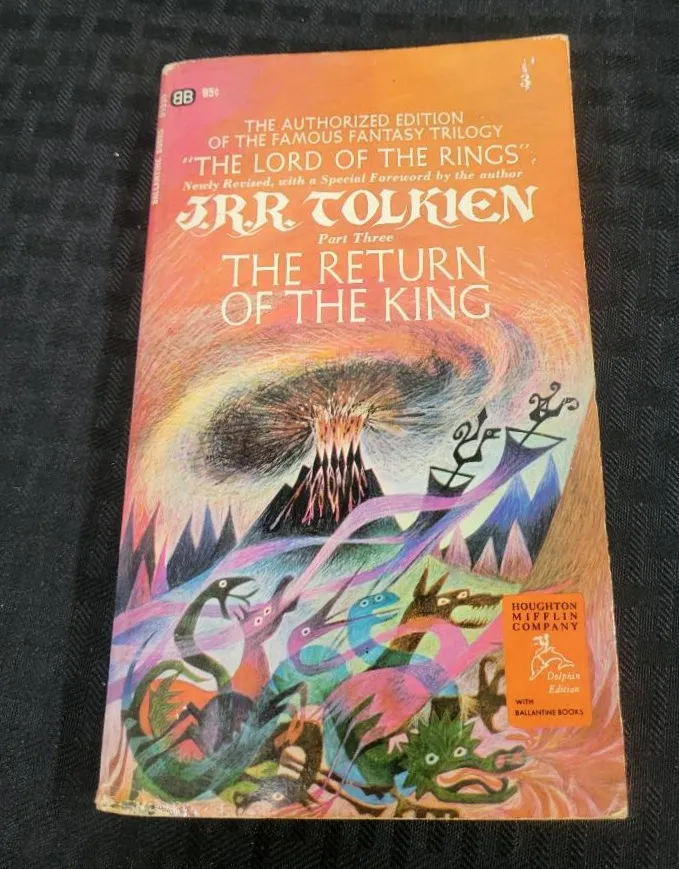 BB 95¢
BALLANTINE BOOKS
THE AUTHORIZED EDITION
OF THE FAMOUS FANTASY TRILOGY
"THE LORD OF THE RINGS",
Newly Revised, with a Special Foreword by the author
J.R.R. TOLKIEN
Part Three
THE RETURN
OF THE KING
HOUGHTON
MIFFLIN
COMPANY
Dolphin
Edition
WITH
BALLANTINE BOOKS